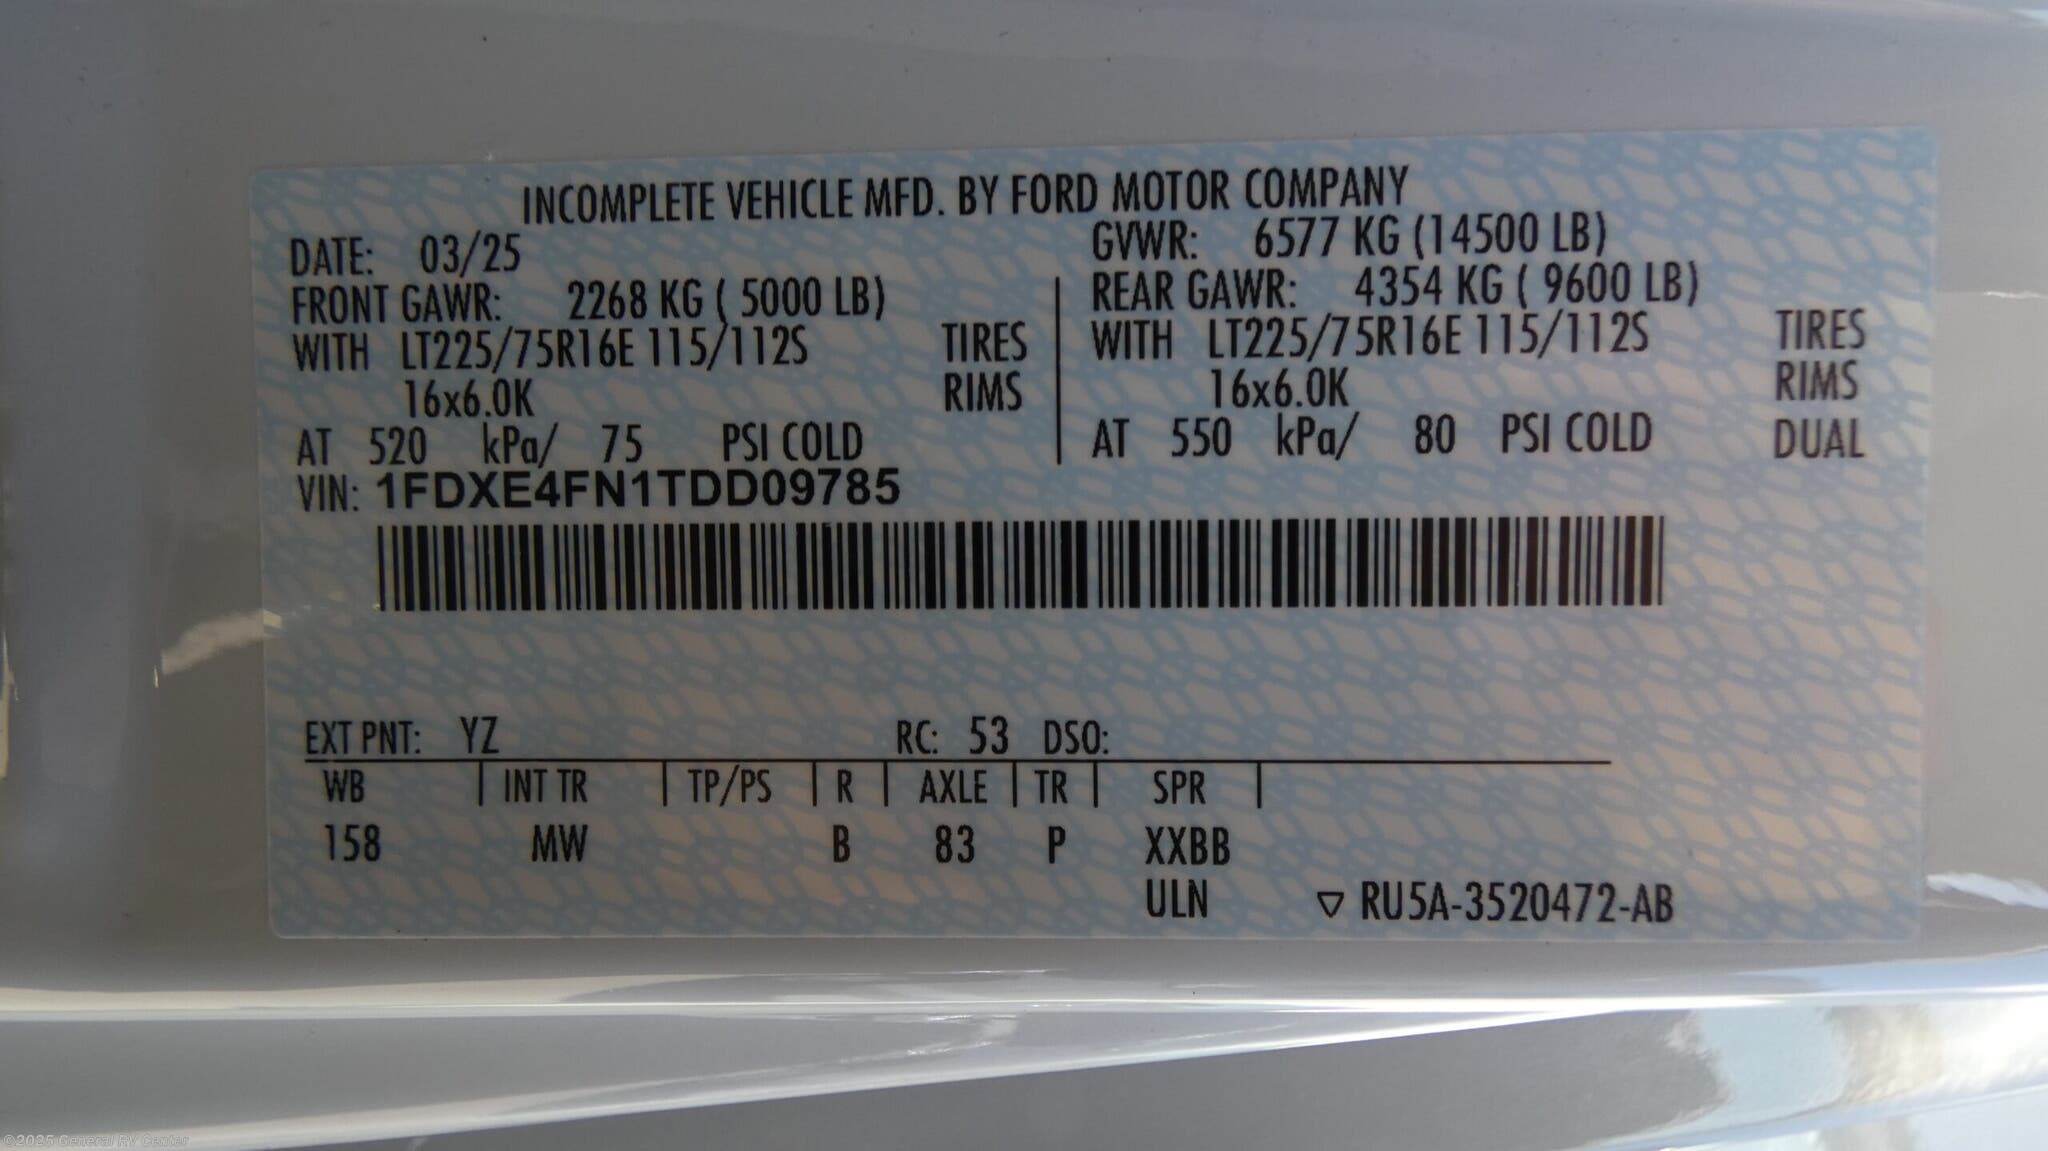 INCOMPLETE VEHICLE MFD. BY FORD MOTOR COMPANY
DATE: 03/25 GVWR: 6577 KG (14500 LB)
FRONT GAWR: 2268 KG ( 5000 LB) REAR GAWR: 4354 KG ( 9600 LB)
WITH LT225/75R16E 115/112S TIRES WITH LT225/75R16E 115/112S TIRES
16x6.0K RIMS 16x6.0K RIMS
AT 520 kPa/ 75 PSI COLD AT 550 kPa/ 80 PSI COLD DUAL
VIN: 1FDXE4FN1TDD09785
EXT PNT: YZ RC: 53 DSO:
WB INT TR TP/PS R AXLE TR SPR
158 MW B 83 P XXBB
ULN ▽ RU5A-3520472-AB
©2025 General RV Center